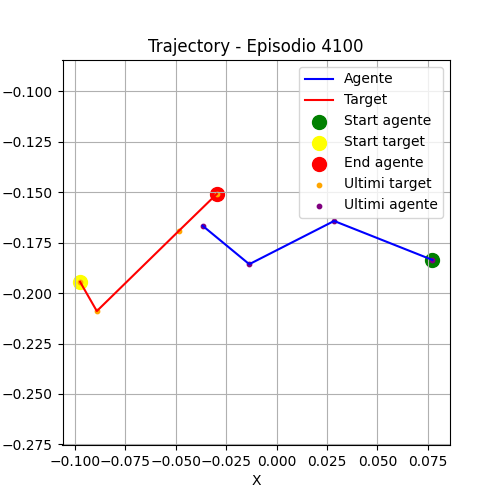 Trajectory - Episodio 4100
Agente
Target
Start agente
Start target
End agente
Ultimi target
Ultimi agente
−0.100
−0.125
−0.150
−0.175
−0.200
−0.225
−0.250
−0.275
−0.100 −0.075 −0.050 −0.025 0.000 0.025 0.050 0.075
X